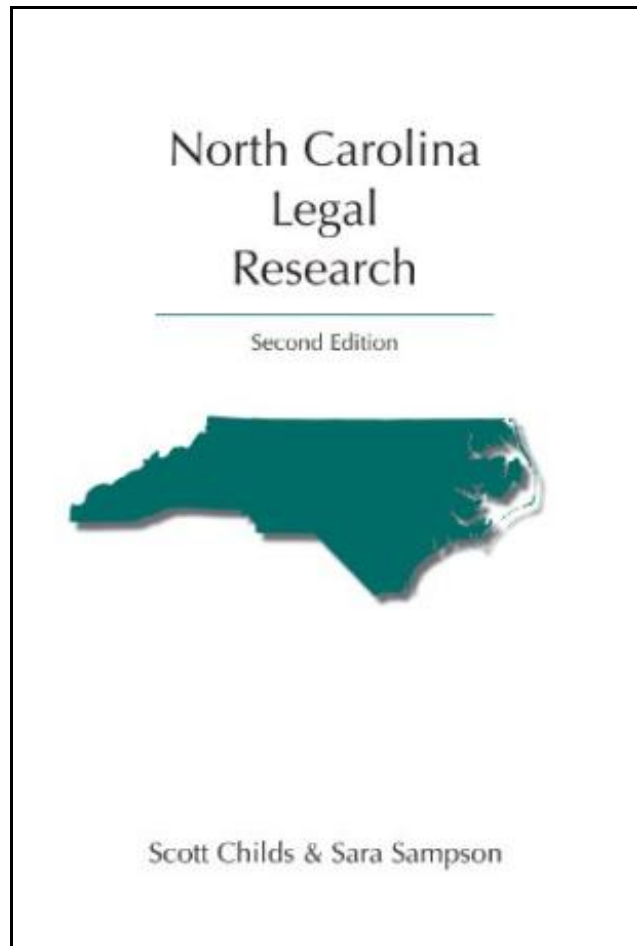 North Carolina
Legal
Research
Second Edition
Scott Childs & Sara Sampson